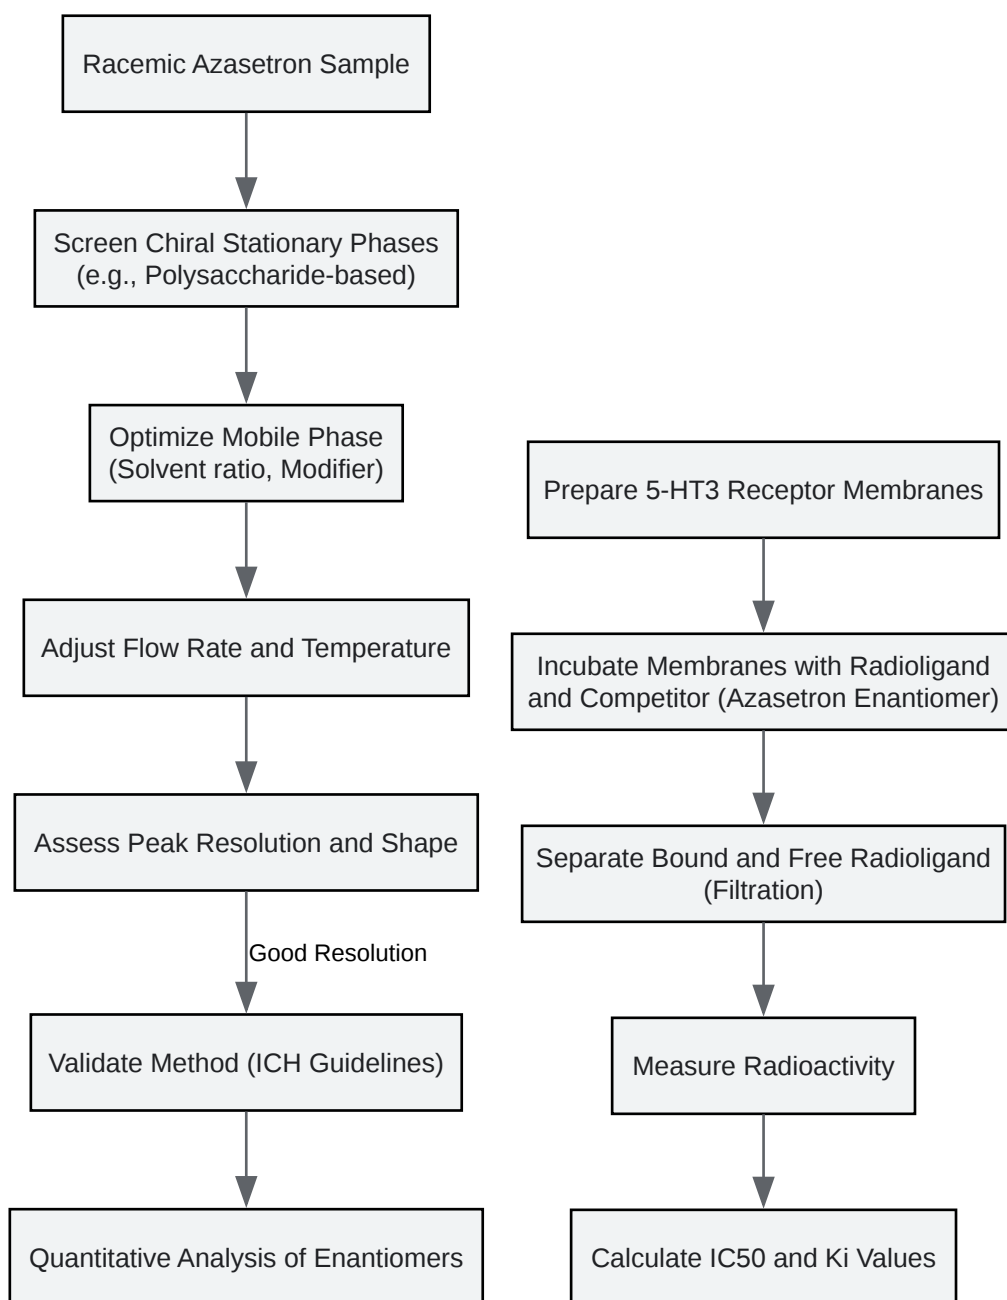 Racemic Azasetron Sample
Screen Chiral Stationary Phases
(e.g., Polysaccharide-based)
Optimize Mobile Phase
(Solvent ratio, Modifier)
Adjust Flow Rate and Temperature
Assess Peak Resolution and Shape
Good Resolution
Validate Method (ICH Guidelines)
Quantitative Analysis of Enantiomers
Prepare 5-HT3 Receptor Membranes
Incubate Membranes with Radioligand
and Competitor (Azasetron Enantiomer)
Separate Bound and Free Radioligand
(Filtration)
Measure Radioactivity
Calculate IC50 and Ki Values